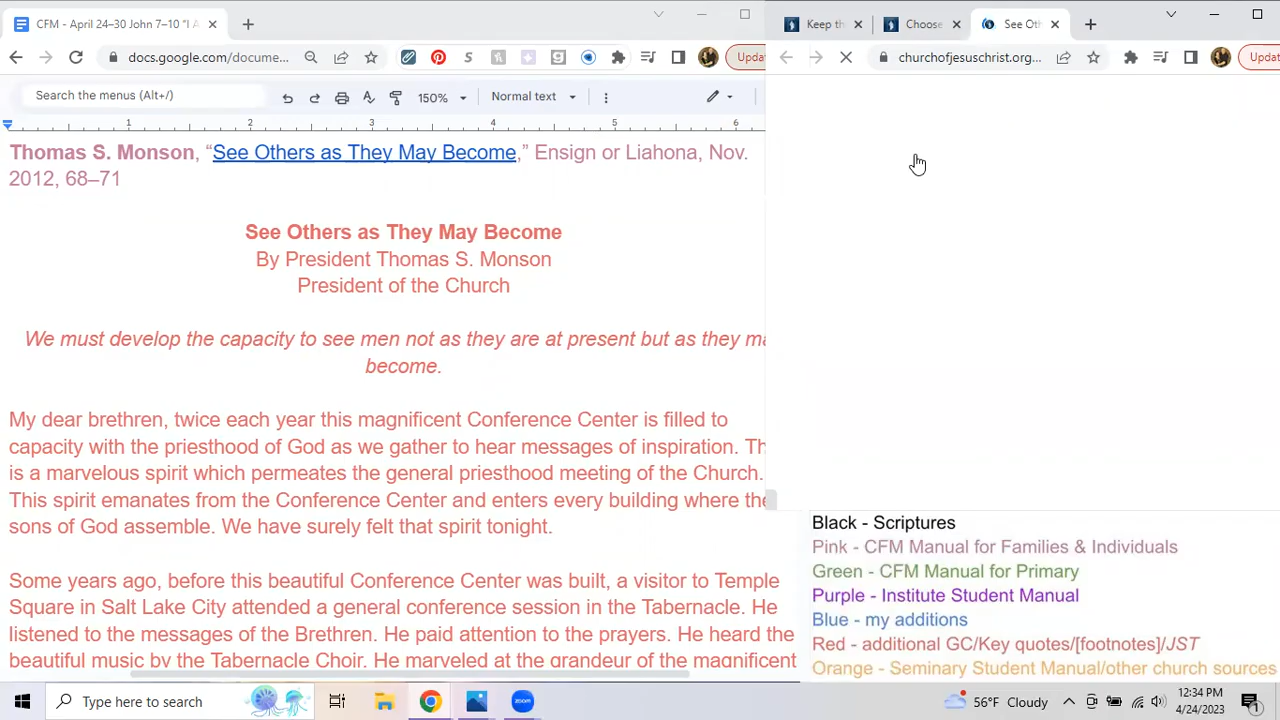 CFM - April 24–30 John 7–10 "I A
Keep th
Choose
See Oth
docs.google.com/docume...
Updat
churchofjesuschrist.org...
Updat
Search the menus (Alt+/)
150%
Normal text
1 2 3 4 5 6
Thomas S. Monson, “See Others as They May Become,” Ensign or Liahona, Nov.
2012, 68–71
See Others as They May Become
By President Thomas S. Monson
President of the Church
We must develop the capacity to see men not as they are at present but as they ma
become.
My dear brethren, twice each year this magnificent Conference Center is filled to
capacity with the priesthood of God as we gather to hear messages of inspiration. Th
is a marvelous spirit which permeates the general priesthood meeting of the Church.
This spirit emanates from the Conference Center and enters every building where the
sons of God assemble. We have surely felt that spirit tonight.
Some years ago, before this beautiful Conference Center was built, a visitor to Temple
Square in Salt Lake City attended a general conference session in the Tabernacle. He
listened to the messages of the Brethren. He paid attention to the prayers. He heard the
beautiful music by the Tabernacle Choir. He marveled at the grandeur of the magnificent
Black - Scriptures
Pink - CFM Manual for Families & Individuals
Green - CFM Manual for Primary
Purple - Institute Student Manual
Blue - my additions
Red - additional GC/Key quotes/[footnotes]/JST
Orange - Seminary Student Manual/other church sources
Type here to search
56°F Cloudy
12:34 PM
4/24/2023
1